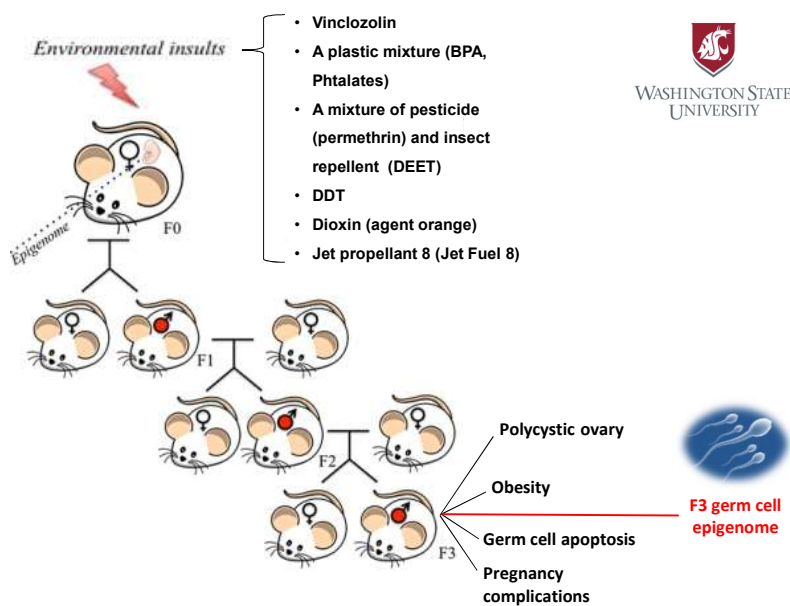 Environmental insults
• Vinclozolin
• A plastic mixture (BPA,
Phtalates)
• A mixture of pesticide
(permethrin) and insect
repellent (DEET)
• DDT
• Dioxin (agent orange)
• Jet propellant 8 (Jet Fuel 8)
WASHINGTON STATE
UNIVERSITY
F0
Epigenome
F1
F2
F3
Polycystic ovary
Obesity
Germ cell apoptosis
Pregnancy
complications
F3 germ cell
epigenome